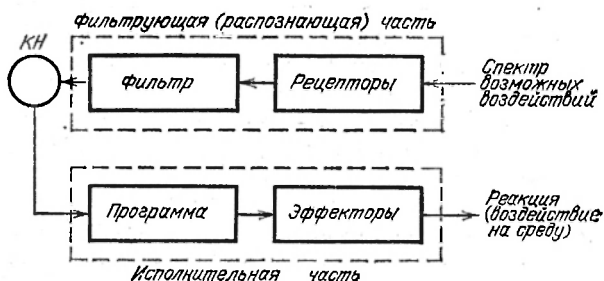 Фильтрующая (распознающая) часть
КН
Фильтр
Рецепторы
Спектр
возможных
воздействий
Программа
Эффекторы
Реакция
(воздействие
на среду)
Исполнительная часть